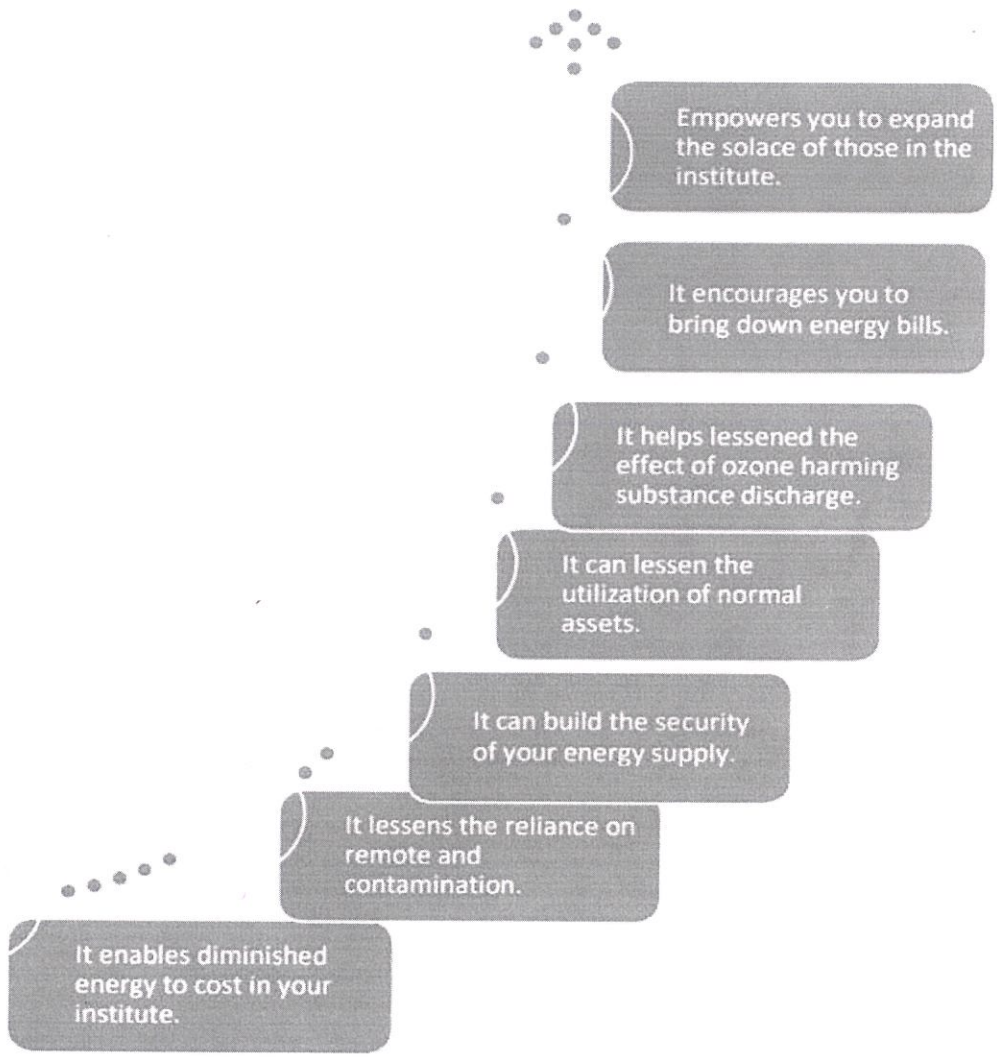 Empowers you to expand
the solace of those in the
institute.
It encourages you to
bring down energy bills.
It helps lessened the
effect of ozone harming
substance discharge.
It can lessen the
utilization of normal
assets.
It can build the security
of your energy supply.
It lessens the reliance on
remote and
contamination.
It enables diminished
energy to cost in your
institute.